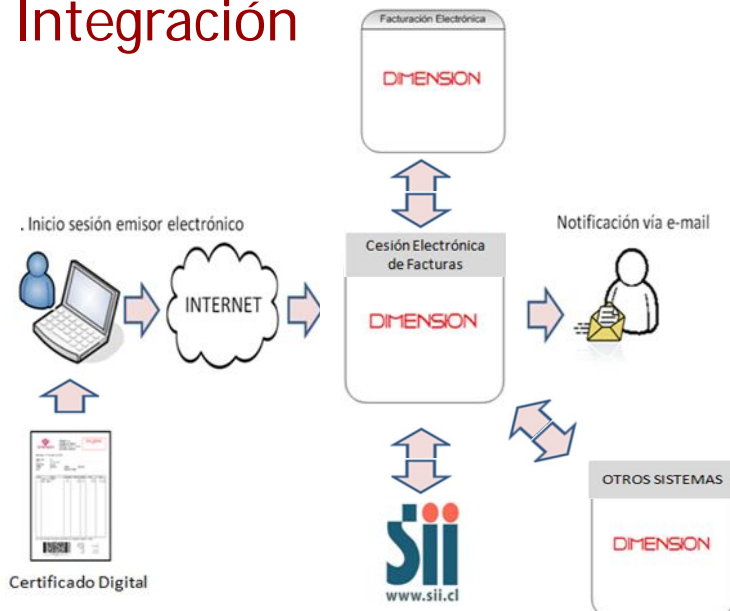 Integración
Facturación Electrónica
DIMENSION
. Inicio sesión emisor electrónico
INTERNET
Cesión Electrónica
de Facturas
DIMENSION
Notificación vía e-mail
Certificado Digital
sii
www.sii.cl
OTROS SISTEMAS
DIMENSION